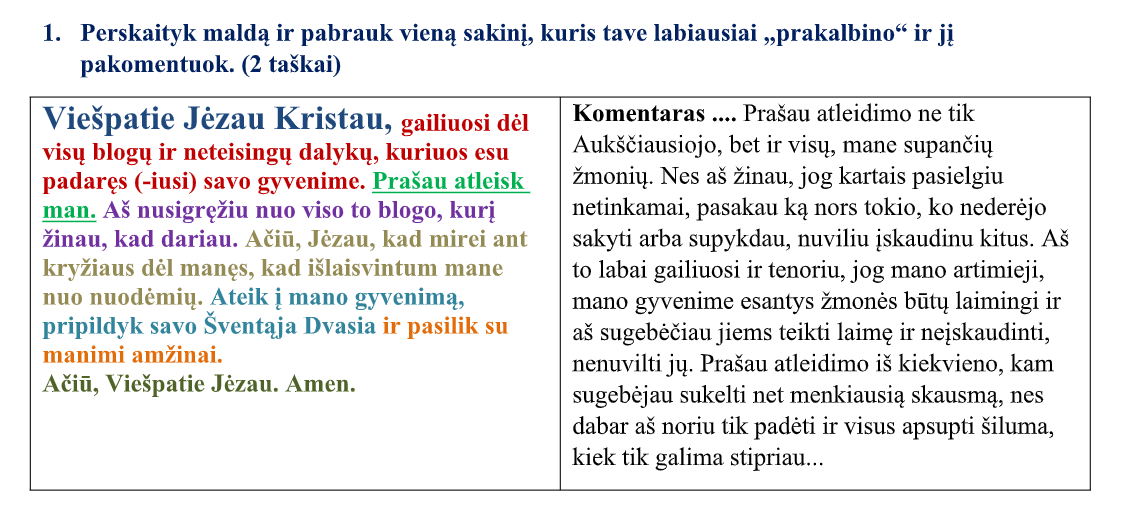 1. Perskaityk maldą ir pabrauk vieną sakinį, kuris tave labiausiai „prakalbino“ ir jį
pakomentuok. (2 taškai)
Viešpatie Jėzau Kristau, gailiuosi dėl
visų blogų ir neteisingų dalykų, kuriuos esu
padaręs (-iusi) savo gyvenime. Prašau atleisk
man. Aš nusigręžiu nuo viso to blogo, kurį
žinau, kad dariau. Ačiū, Jėzau, kad mirei ant
kryžiaus dėl manęs, kad išlaisvintum mane
nuo nuodėmių. Ateik į mano gyvenimą,
pripildyk savo Šventąja Dvasia ir pasilik su
manimi amžinai.
Ačiū, Viešpatie Jėzau. Amen.
Komentaras .... Prašau atleidimo ne tik
Aukščiausiojo, bet ir visų, mane supančių
žmonių. Nes aš žinau, jog kartais pasielgiu
netinkamai, pasakau ką nors tokio, ko nederėjo
sakyti arba supykdau, nuviliu įskaudinu kitus. Aš
to labai gailiuosi ir tenoriu, jog mano artimieji,
mano gyvenime esantys žmonės būtų laimingi ir
aš sugebėčiau jiems teikti laimę ir neįskaudinti,
nenuvilti jų. Prašau atleidimo iš kiekvieno, kam
sugebėjau sukelti net menkiausią skausmą, nes
dabar aš noriu tik padėti ir visus apsupti šiluma,
kiek tik galima stipriau...